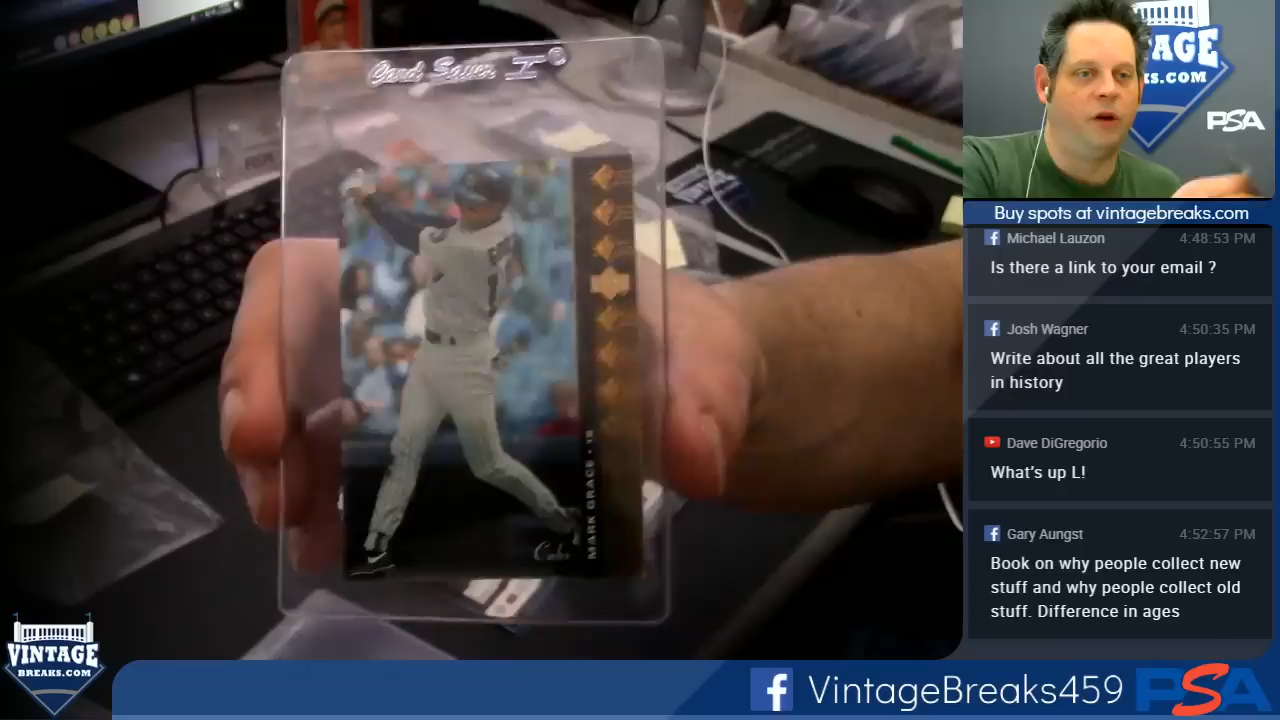 Card Saver I®
MARK GRACE • 1B
Cubs
VINTAGE
BREAKS.COM
VINTAGE
KS.COM
PSA
Buy spots at vintagebreaks.com
Michael Lauzon 4:48:53 PM
Is there a link to your email ?
Josh Wagner 4:50:35 PM
Write about all the great players
in history
Dave DiGregorio 4:50:55 PM
What's up L!
Gary Aungst 4:52:57 PM
Book on why people collect new
stuff and why people collect old
stuff. Difference in ages
VINTAGE
BREAKS.COM
VintageBreaks459
PSA